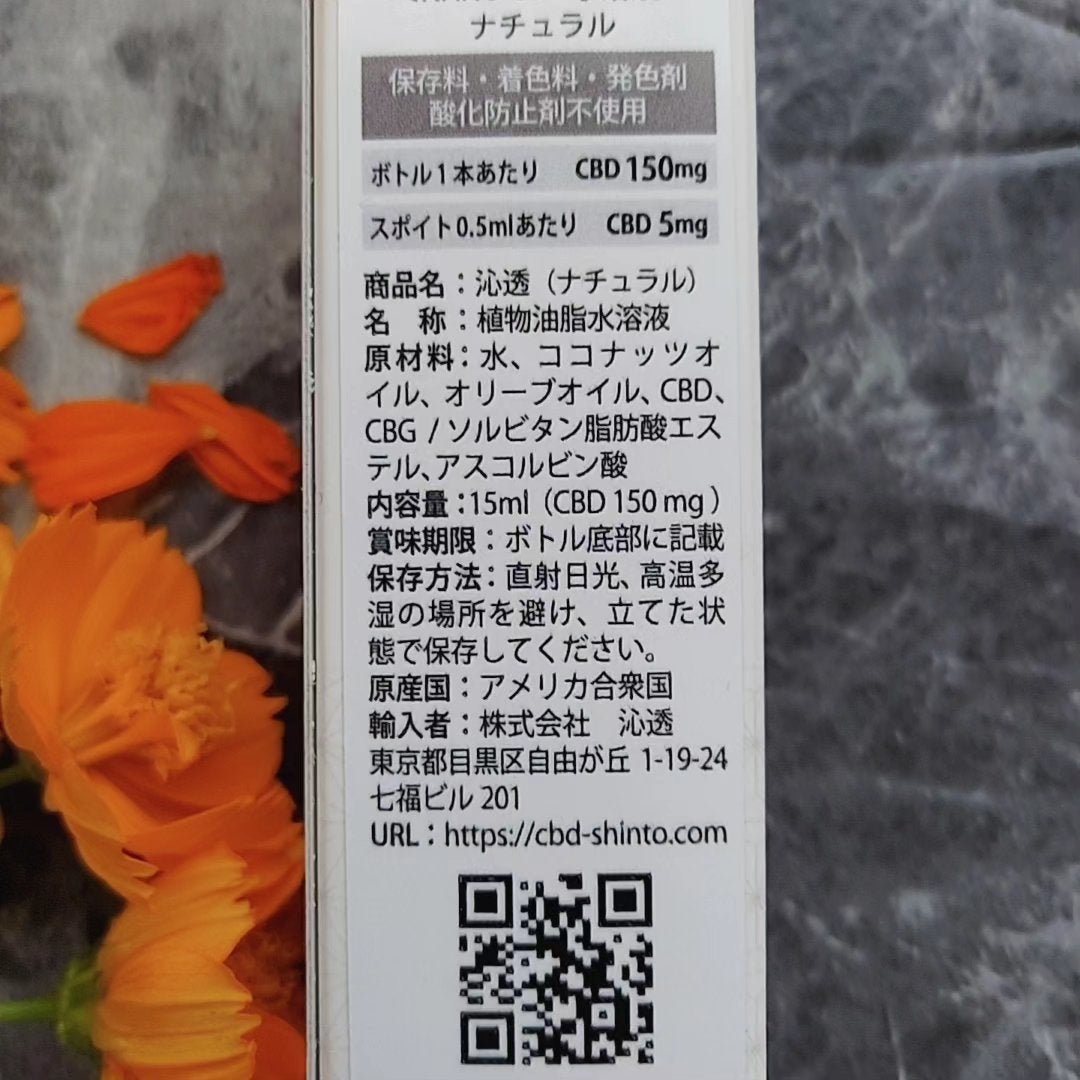 ナチュラル
保存料・着色料・発色剤
酸化防止剤不使用
ボトル1本あたり CBD 150mg
スポイト0.5mlあたり CBD 5mg
商品名：沁透（ナチュラル）
名　称：植物油脂水溶液
原材料：水、ココナッツオ
イル、オリーブオイル、CBD、
CBG / ソルビタン脂肪酸エス
テル、アスコルビン酸
内容量：15ml（CBD 150 mg）
賞味期限：ボトル底部に記載
保存方法：直射日光、高温多
湿の場所を避け、立てた状
態で保存してください。
原産国：アメリカ合衆国
輸入者：株式会社　沁透
東京都目黒区自由が丘 1-19-24
七福ビル 201
URL：https://cbd-shinto.com